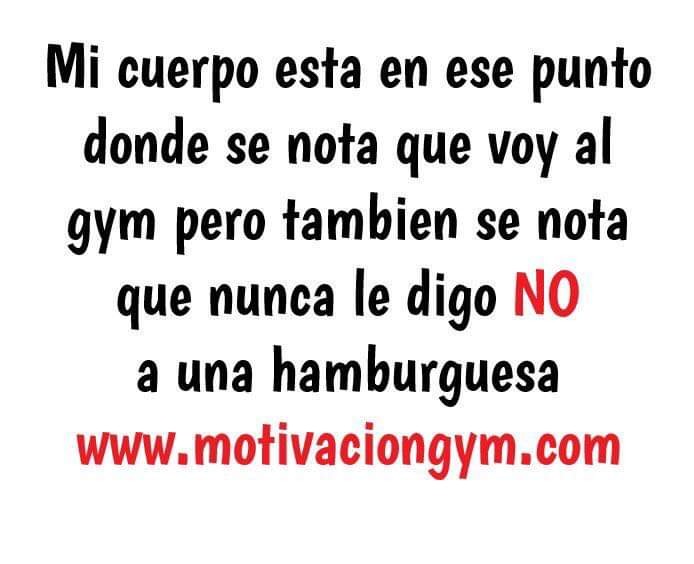 Mi cuerpo esta en ese punto
donde se nota que voy al
gym pero tambien se nota
que nunca le digo NO
a una hamburguesa
www.motivaciongym.com